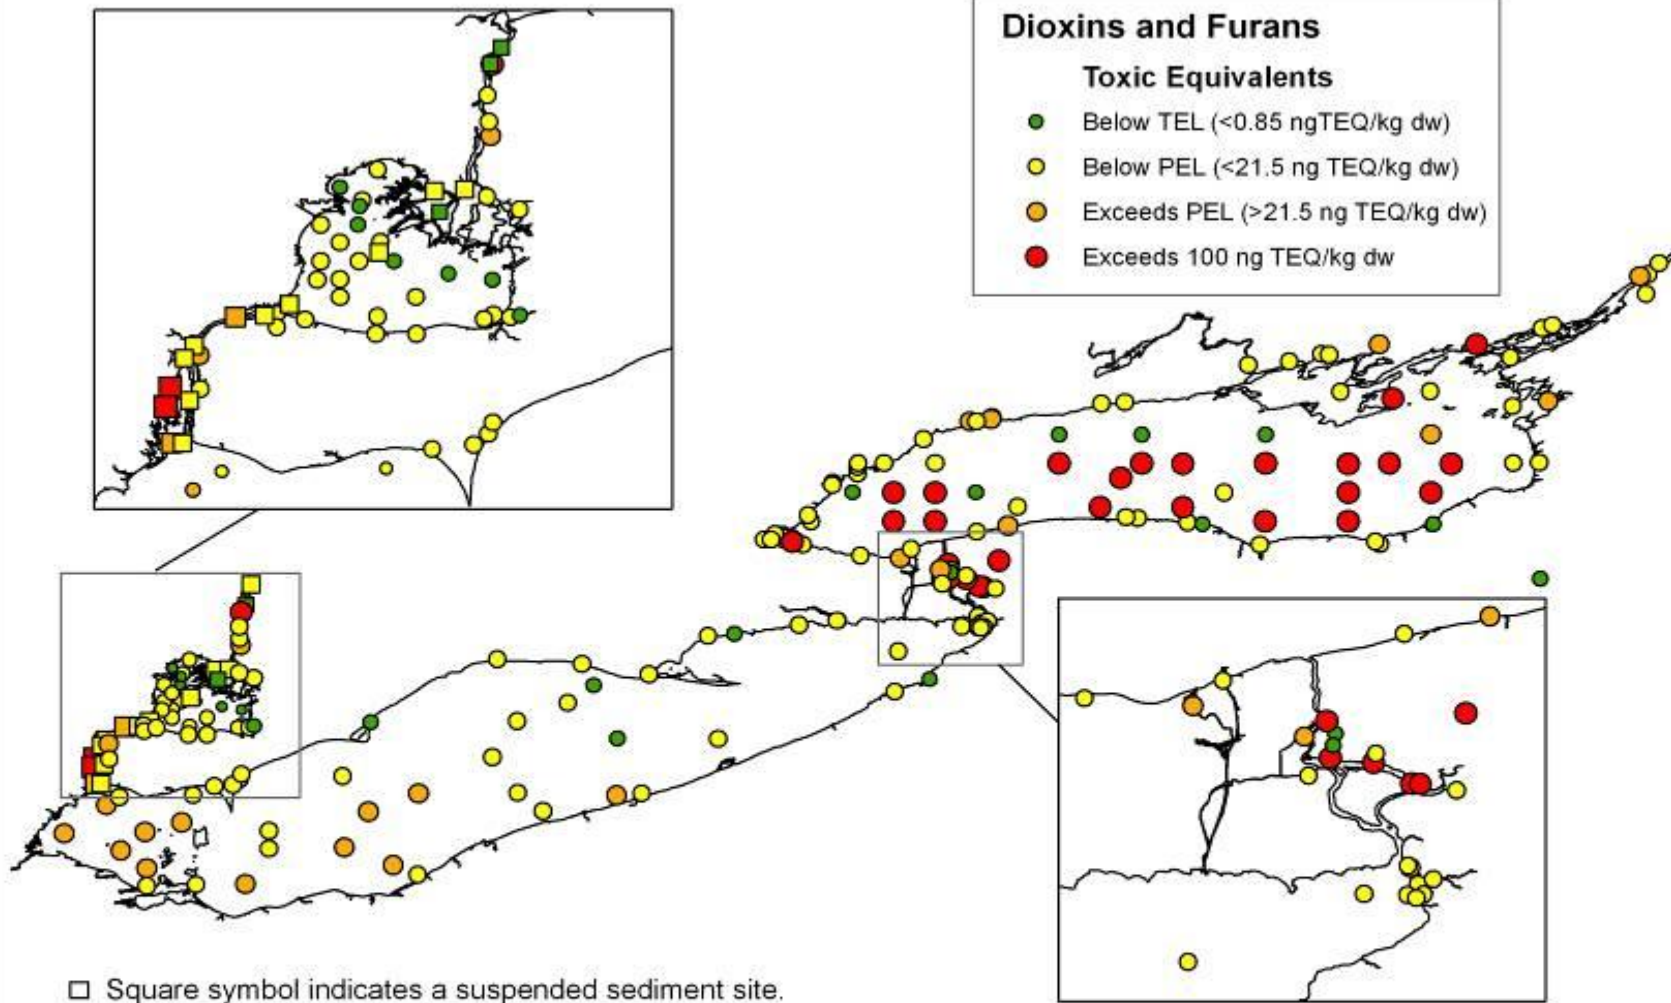 Dioxins and Furans
Toxic Equivalents
Below TEL (<0.85 ngTEQ/kg dw)
Below PEL (<21.5 ng TEQ/kg dw)
Exceeds PEL (>21.5 ng TEQ/kg dw)
Exceeds 100 ng TEQ/kg dw
Square symbol indicates a suspended sediment site.